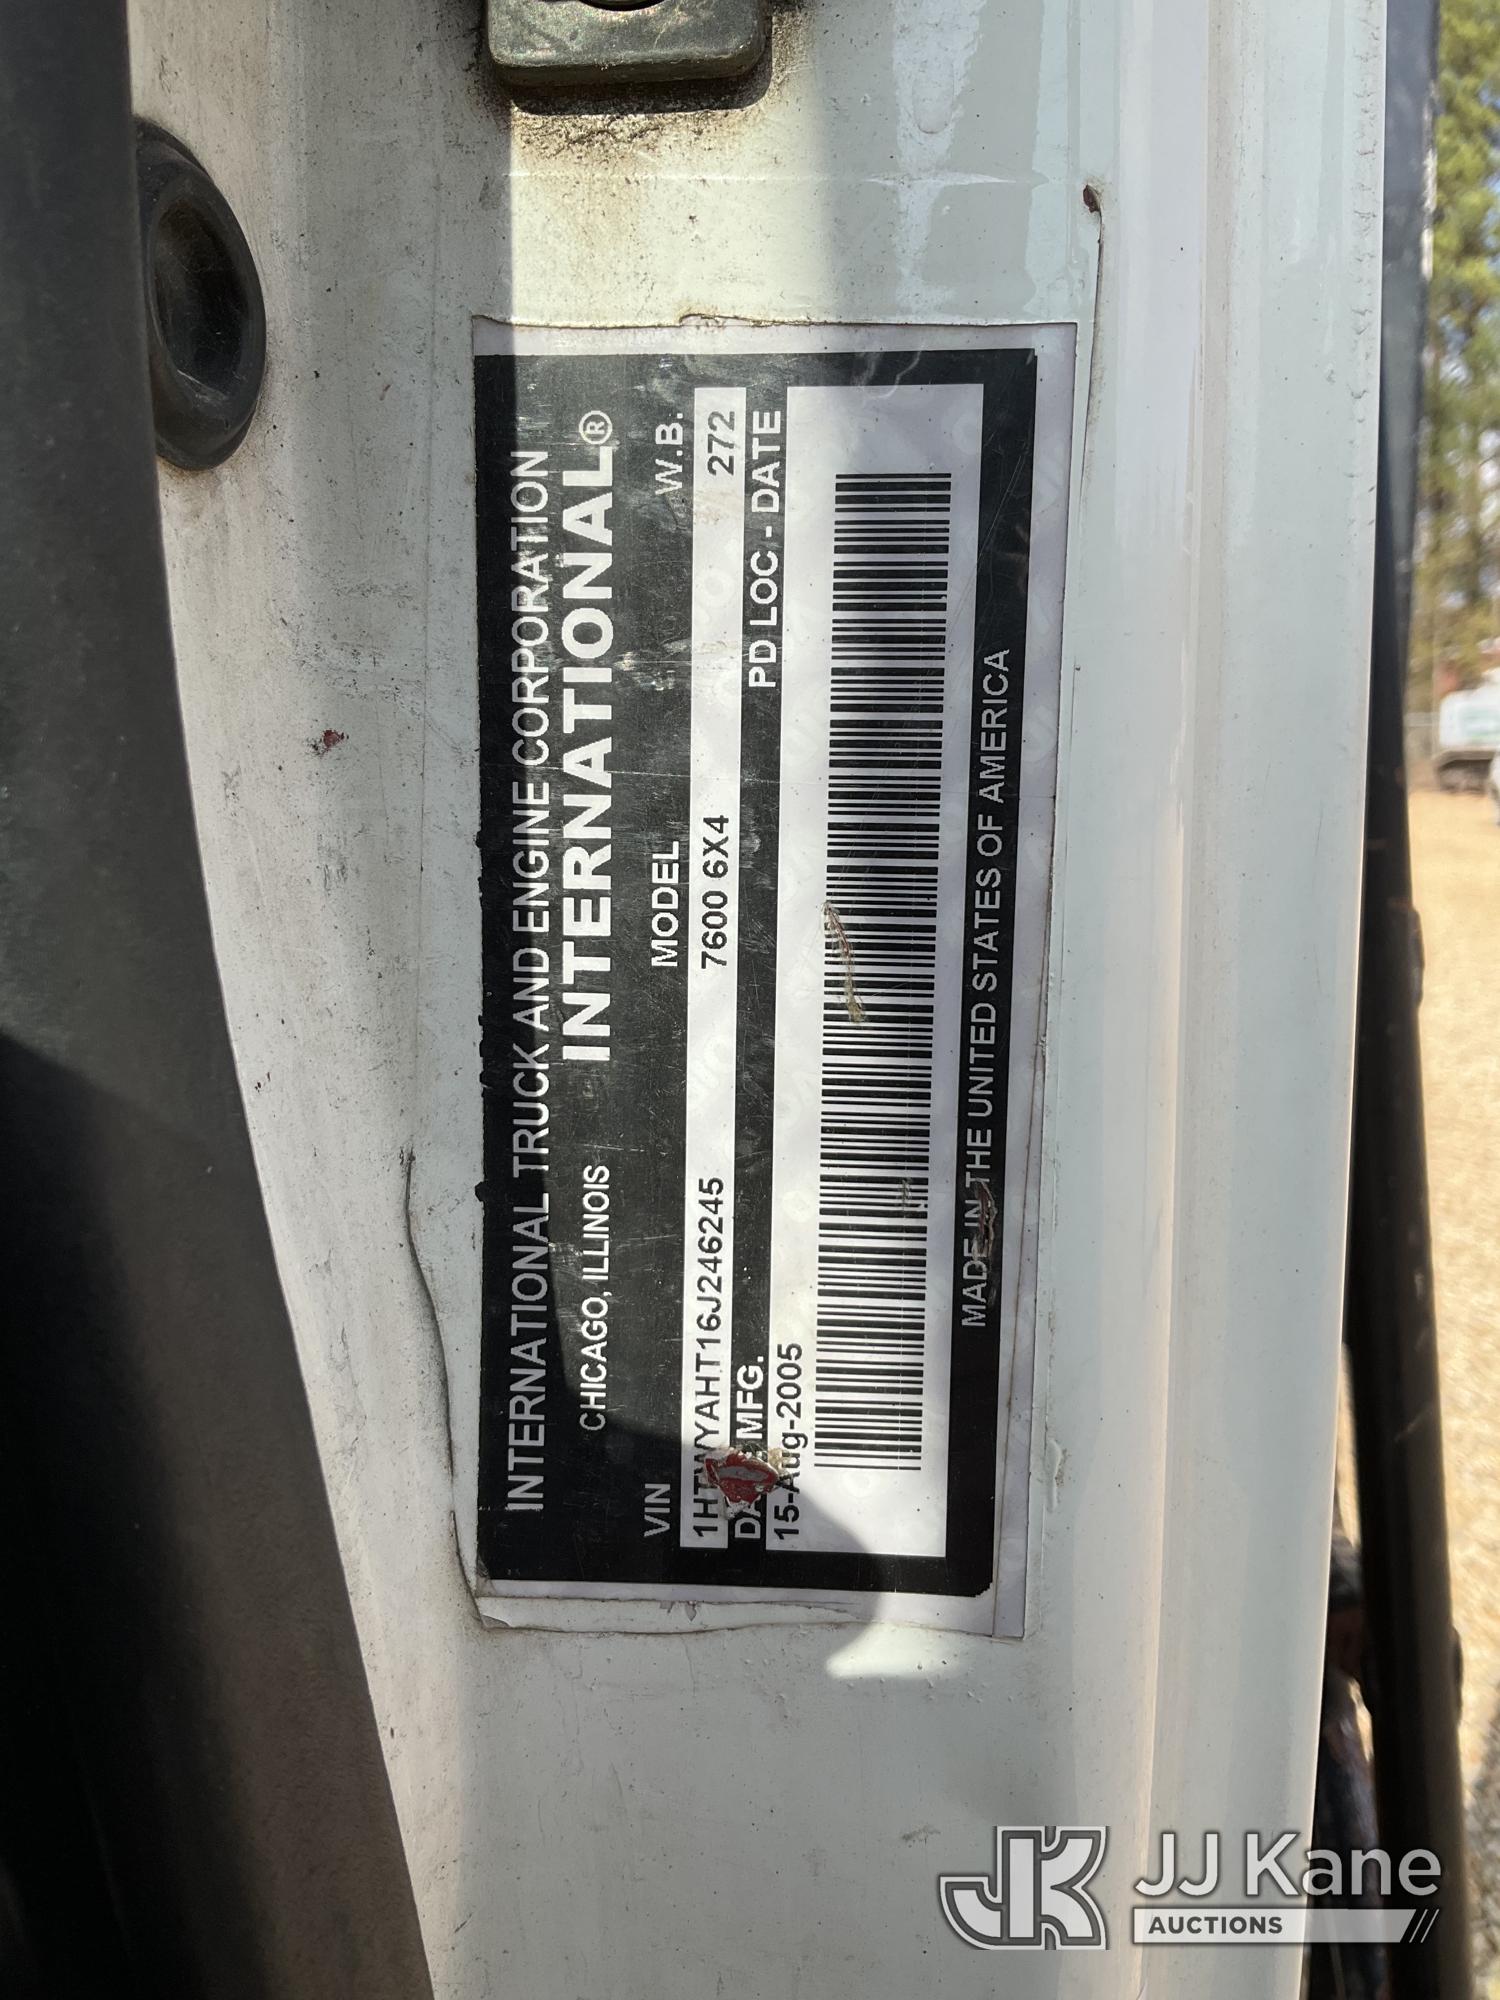 INTERNATIONAL TRUCK AND ENGINE CORPORATION
CHICAGO, ILLINOIS INTERNATIONAL®
VIN MODEL W.B.
1HTWYAHT16J246245 7600 6X4 272
MFG. PD LOC - DATE
15-Aug-2005
MADE IN THE UNITED STATES OF AMERICA
JK JJ Kane
AUCTIONS